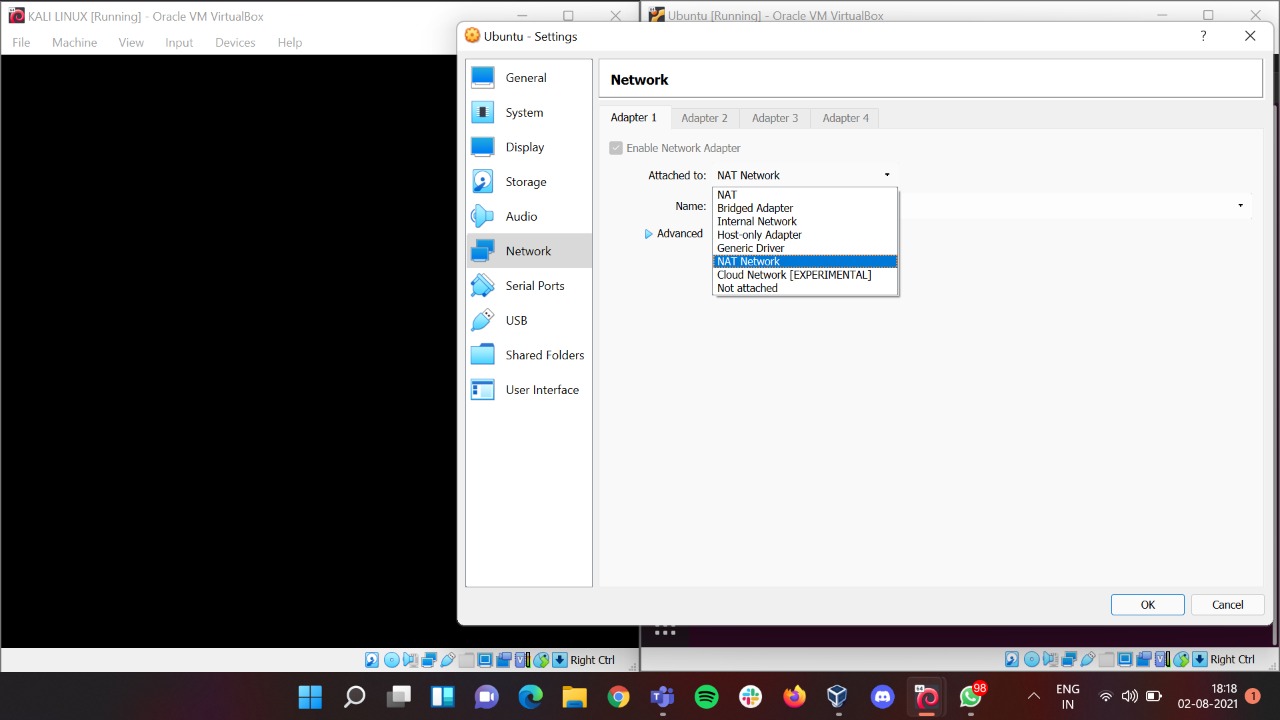 KALI LINUX [Running] - Oracle VM VirtualBox
File Machine View Input Devices Help
Ubuntu [Running] - Oracle VM VirtualBox
Ubuntu - Settings
?
General
System
Display
Storage
Audio
Network
Serial Ports
USB
Shared Folders
User Interface
Network
Adapter 1 Adapter 2 Adapter 3 Adapter 4
Enable Network Adapter
Attached to: NAT Network
Name:
Advanced
NAT
Bridged Adapter
Internal Network
Host-only Adapter
Generic Driver
NAT Network
Cloud Network [EXPERIMENTAL]
Not attached
OK Cancel
Right Ctrl
Right Ctrl
98
ENG
IN
18:18
02-08-2021
1